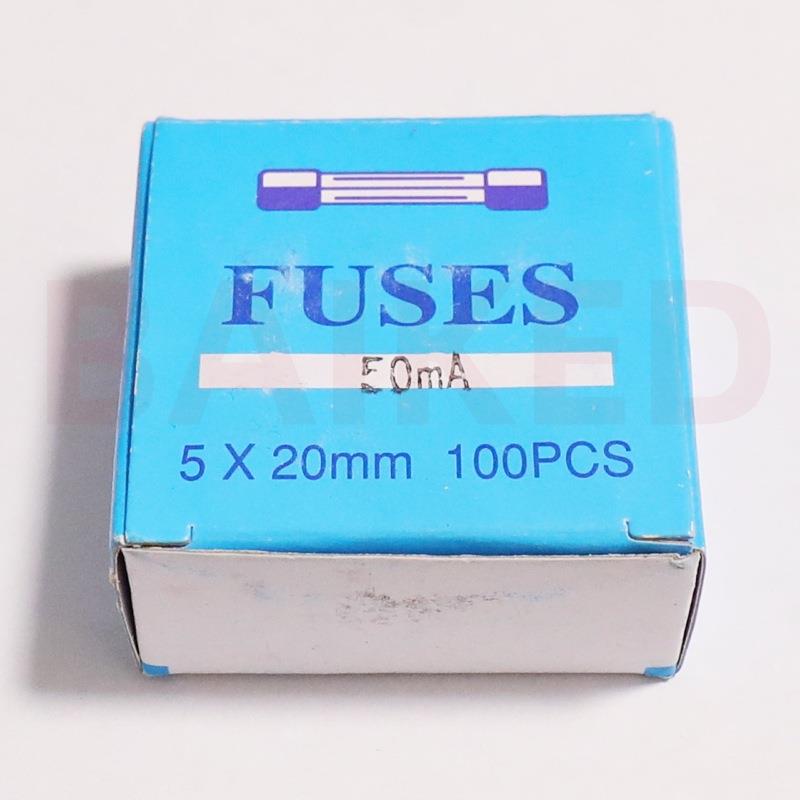 FUSES
50mA
5 X 20mm 100PCS
BAIKED